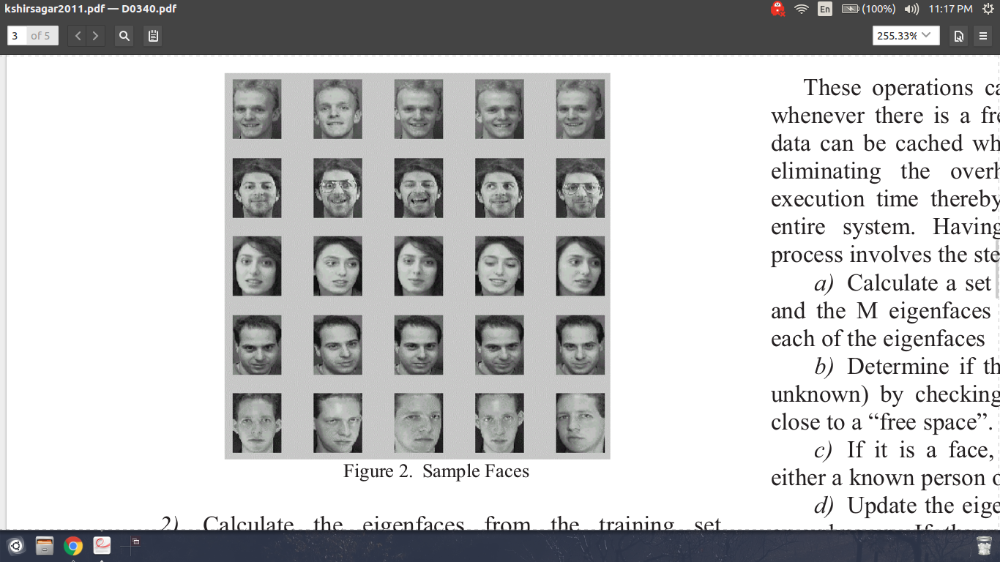 kshirsagar2011.pdf — D0340.pdf
En
(100%)
11:17 PM
3 of 5
255.33%
Figure 2. Sample Faces
2) Calculate the eigenfaces from the training set
These operations ca
whenever there is a fre
data can be cached wh
eliminating the overh
execution time thereby
entire system. Having
process involves the ste
a) Calculate a set
and the M eigenfaces
each of the eigenfaces
b) Determine if th
unknown) by checking
close to a “free space”.
c) If it is a face,
either a known person o
d) Update the eige